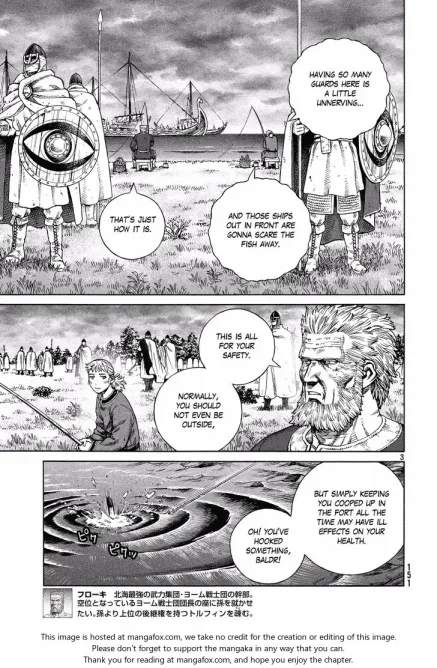 HAVING SO MANY
GUARDS HERE IS
A LITTLE
UNNERVING...
AND THOSE SHIPS
OUT IN FRONT ARE
GONNA SCARE THE
FISH AWAY.
THAT'S JUST
HOW IT IS.
THIS IS ALL
FOR YOUR
SAFETY.
NORMALLY,
YOU SHOULD
NOT EVEN BE
OUTSIDE,
3
BUT SIMPLY KEEPING
YOU COOPED UP IN
THE FORT ALL THE
TIME MAY HAVE ILL
EFFECTS ON YOUR
HEALTH.
OH! YOU'VE
HOOKED
SOMETHING,
BALDR!
ピク
ピクッ
151
フローキ 北海最強の武力集団・ヨーム戦士団の幹部。
空位となっているヨーム戦士団団長の座に孫を就かせ
たい。孫より上位の後継権を持つトルフィンを疎む。
This image is hosted at mangafox.com, we take no credit for the creation or editing of this image.
Please don't forget to support the mangaka in any way that you can.
Thank you for reading at mangafox.com, and hope you enjoy the chapter.